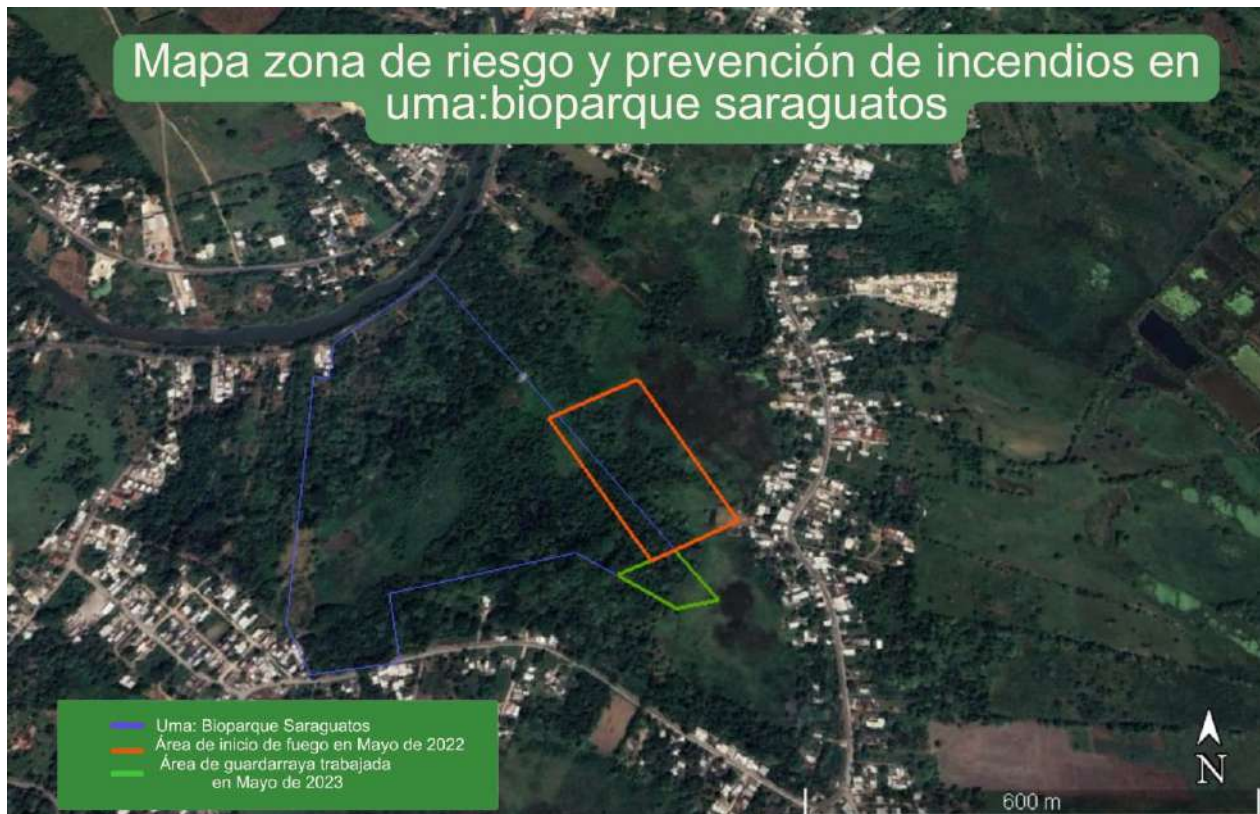 Mapa zona de riesgo y prevención de incendios en
uma:bioparque saraguatos
Uma: Bioparque Saraguatos
Área de inicio de fuego en Mayo de 2022
Área de guardarraya trabajada
en Mayo de 2023
N
600 m